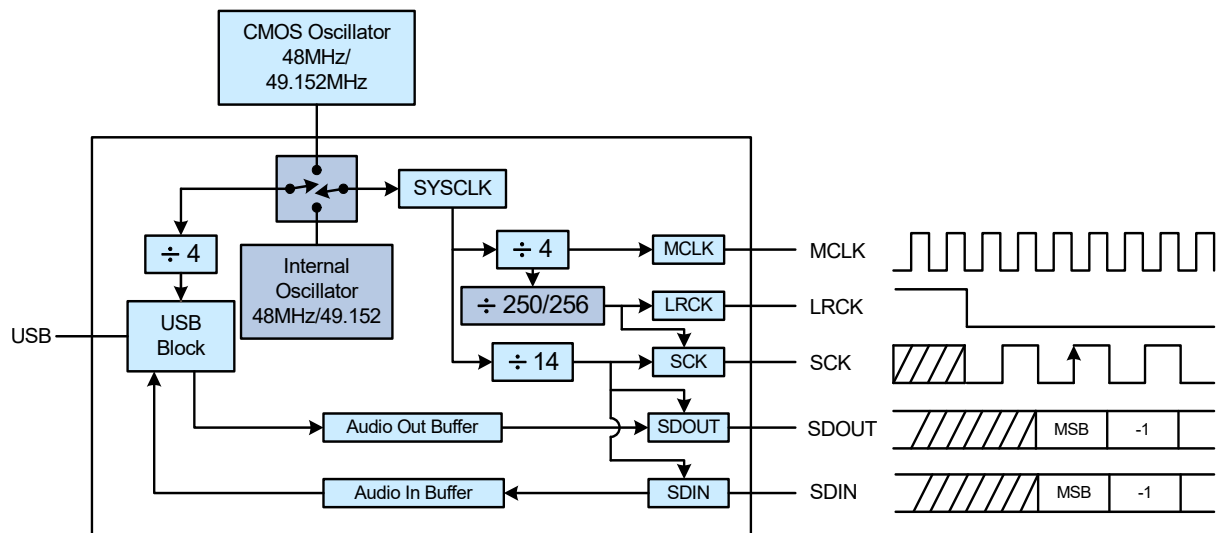 CMOS Oscillator
48MHz/
49.152MHz
SYSCLK
÷ 4
Internal
Oscillator
48MHz/49.152
÷ 4
MCLK
MCLK
÷ 250/256
LRCK
LRCK
USB
USB
Block
÷ 14
SCK
SCK
Audio Out Buffer
SDOUT
SDOUT
MSB
-1
Audio In Buffer
SDIN
SDIN
MSB
-1